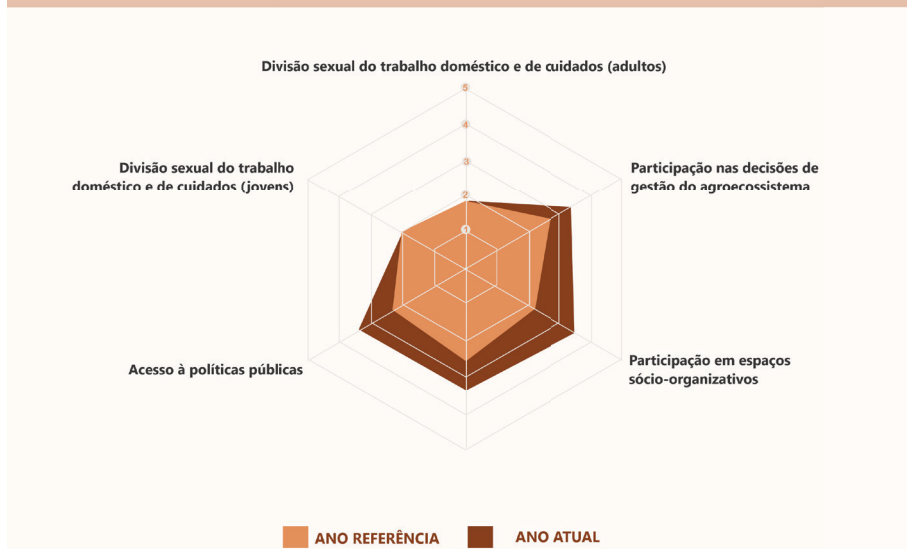 Divisão sexual do trabalho doméstico e de cuidados (adultos)
5
4
3
2
1
Divisão sexual do trabalho
doméstico e de cuidados (jovens)
Participação nas decisões de
gestão do agroecossistema
Acesso à políticas públicas
Participação em espaços
sócio-organizativos
ANO REFERÊNCIA
ANO ATUAL